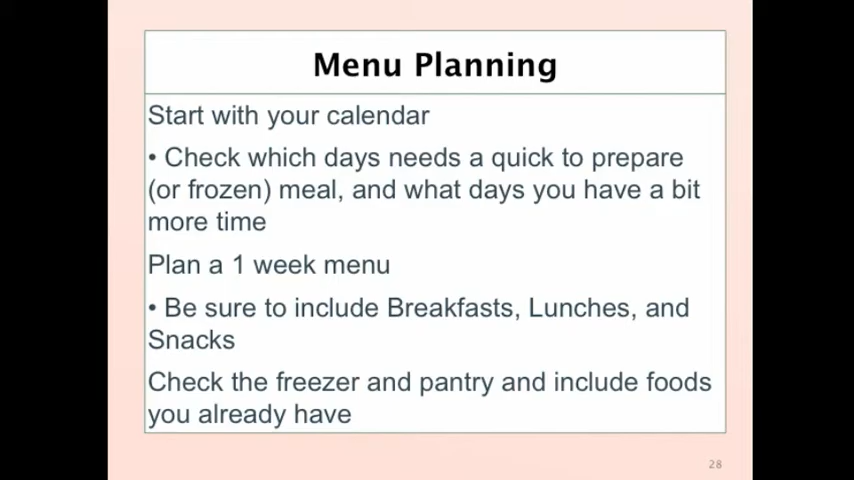 Menu Planning
Start with your calendar
• Check which days needs a quick to prepare
(or frozen) meal, and what days you have a bit
more time
Plan a 1 week menu
• Be sure to include Breakfasts, Lunches, and
Snacks
Check the freezer and pantry and include foods
you already have
28